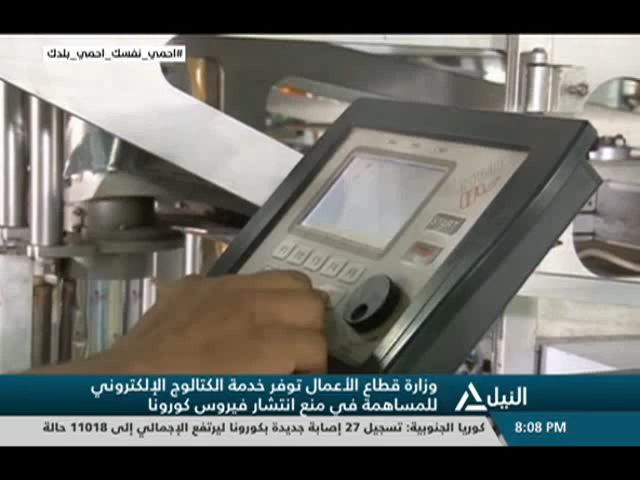 #احمي_نفسك_احمي_بلدك
START
وزارة قطاع الأعمال توفر خدمة الكتالوج الإلكتروني
للمساهمة في منع انتشار فيروس كورونا
النيل
كوريا الجنوبية: تسجيل 27 إصابة جديدة بكورونا ليرتفع الإجمالي إلى 11018 حالة
8:08 PM